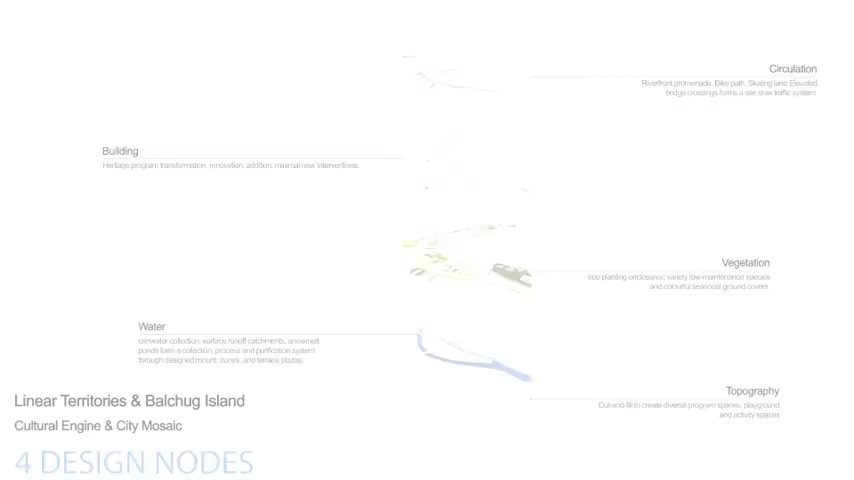 Circulation
Riverfront promenade, Bike path, Skating lane Elevated
bridge crossings forms a site slow traffic system.
Building
Heritage program transformation, renovation, addition, minimal new interventions.
Vegetation
tree planting enclosures, variety low-maintenance species
and colourful seasonal ground covers.
Water
rainwater collection, surface runoff catchments, snowmelt
ponds form a collection, process and purification system
through designed mount, dunes, and terrace plazas.
Topography
Cut-and-fill to create diverse program spaces, playground
and activity spaces
Linear Territories & Balchug Island
Cultural Engine & City Mosaic
4 DESIGN NODES